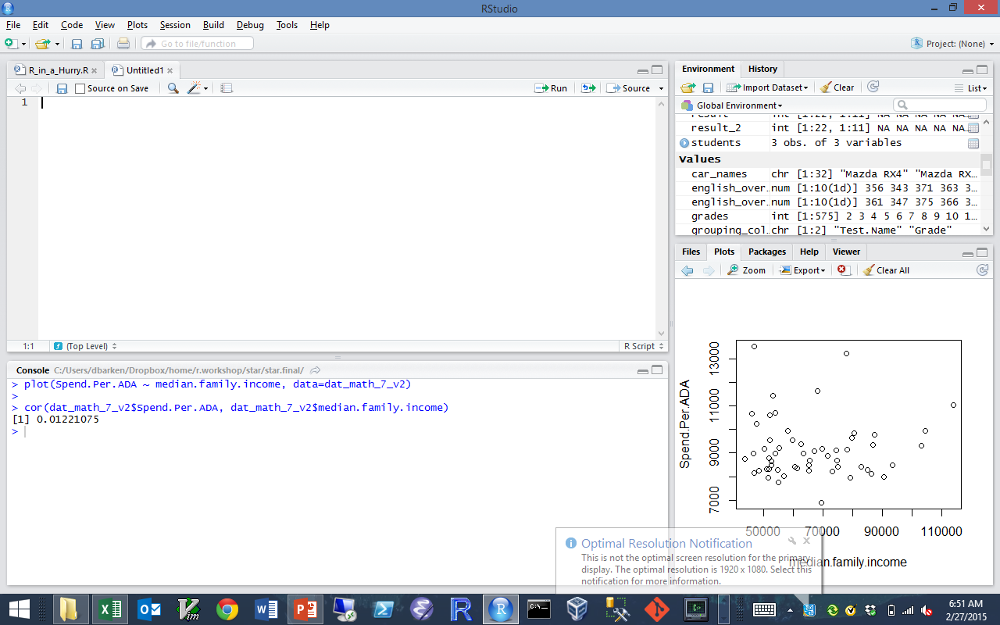 RStudio
File Edit Code View Plots Session Build Debug Tools Help
Go to file/function
Project: (None)
R_in_a_Hurry.R
Untitled1
Source on Save
Run
Source
1
1:1
(Top Level)
R Script
Console C:/Users/dbarken/Dropbox/home/r.workshop/star/star.final/
> plot(Spend.Per.ADA ~ median.family.income, data=dat_math_7_v2)
>
> cor(dat_math_7_v2$Spend.Per.ADA, dat_math_7_v2$median.family.income)
[1] 0.01221075
>
Environment History
Import Dataset
Clear
List
Global Environment
result int [1:22, 1:11] NA NA NA NA NA…
result_2 int [1:22, 1:11] NA NA NA NA NA…
students 3 obs. of 3 variables
Values
car_names chr [1:32] "Mazda RX4" "Mazda RX…
english_over… num [1:10(1d)] 356 343 371 363 3…
english_over… num [1:10(1d)] 361 347 375 366 3…
grades int [1:575] 2 3 4 5 6 7 8 9 10 1…
grouping_col… chr [1:2] "Test.Name" "Grade"
Files Plots Packages Help Viewer
Zoom
Export
Clear All
Spend.Per.ADA
13000
11000
9000
7000
50000 70000 90000 110000
median.family.income
Optimal Resolution Notification
This is not the optimal screen resolution for the primary
display. The optimal resolution is 1920 x 1080. Select this
notification for more information.
6:51 AM
2/27/2015